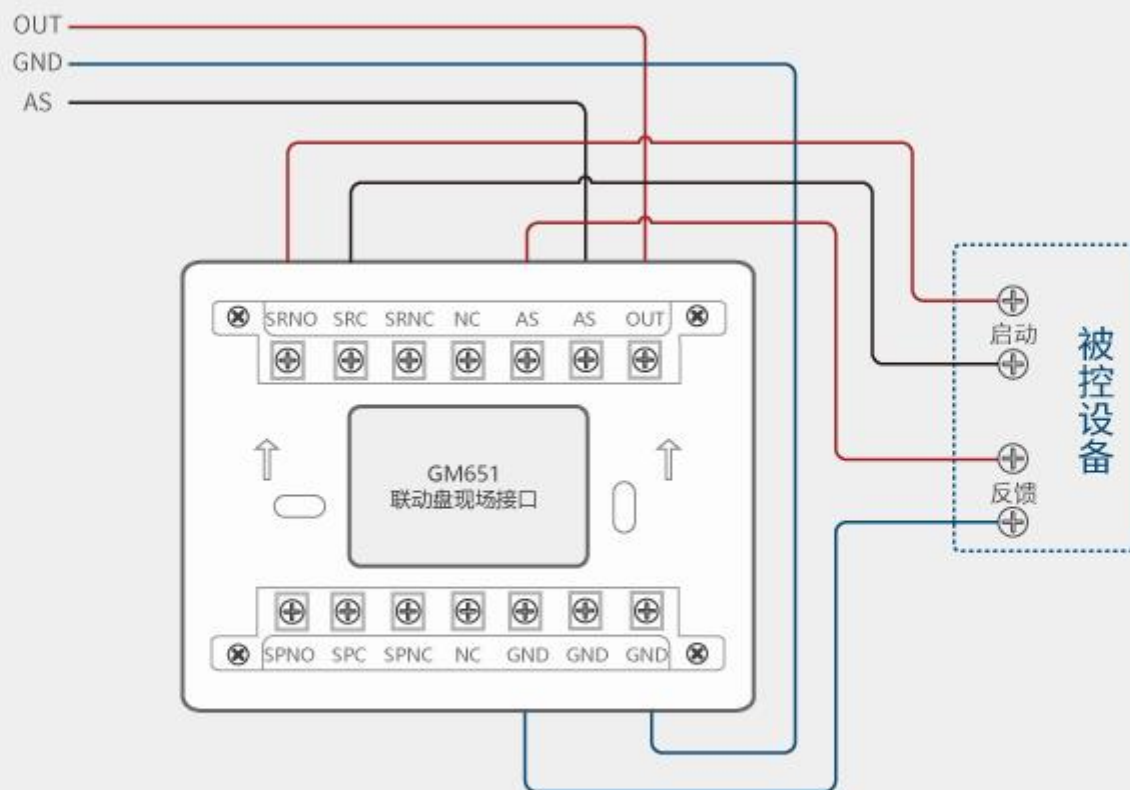 OUT
GND
AS
SRNO SRC SRNC NC AS AS OUT
启动
被控设备
GM651
联动盘现场接口
反馈
SPNO SPC SPNC NC GND GND GND